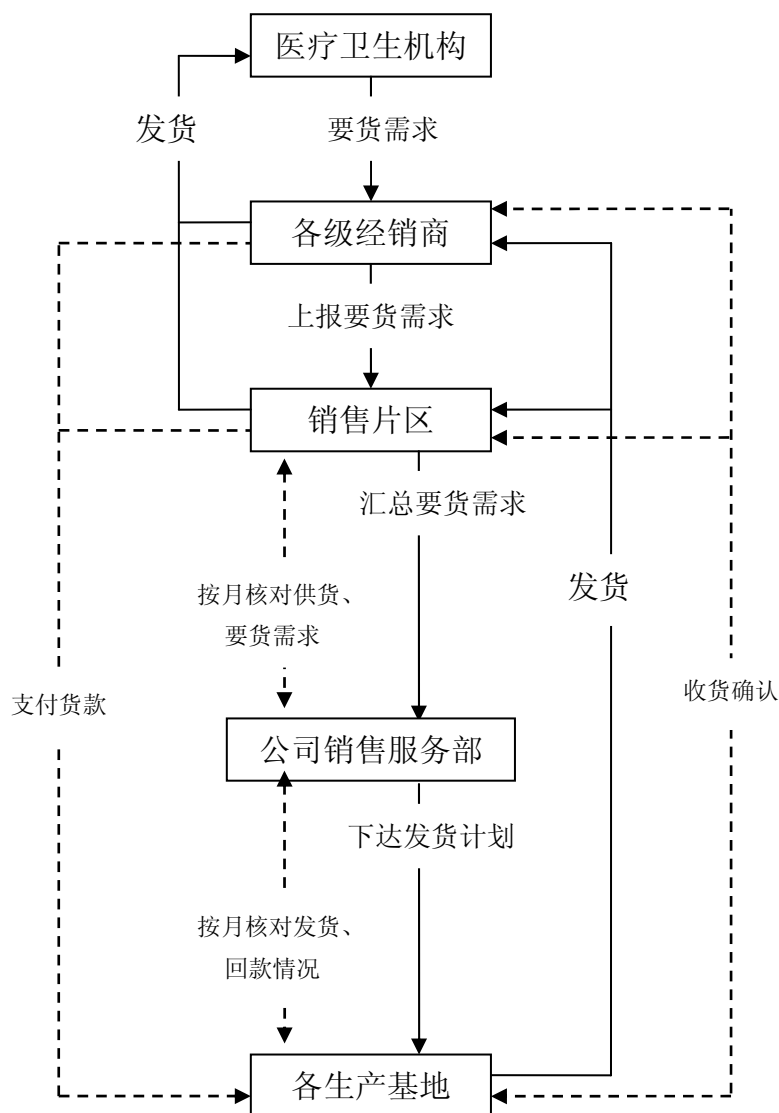 医疗卫生机构
发货
要货需求
各级经销商
上报要货需求
销售片区
汇总要货需求
按月核对供货、
要货需求
发货
支付货款
收货确认
公司销售服务部
下达发货计划
按月核对发货、
回款情况
各生产基地